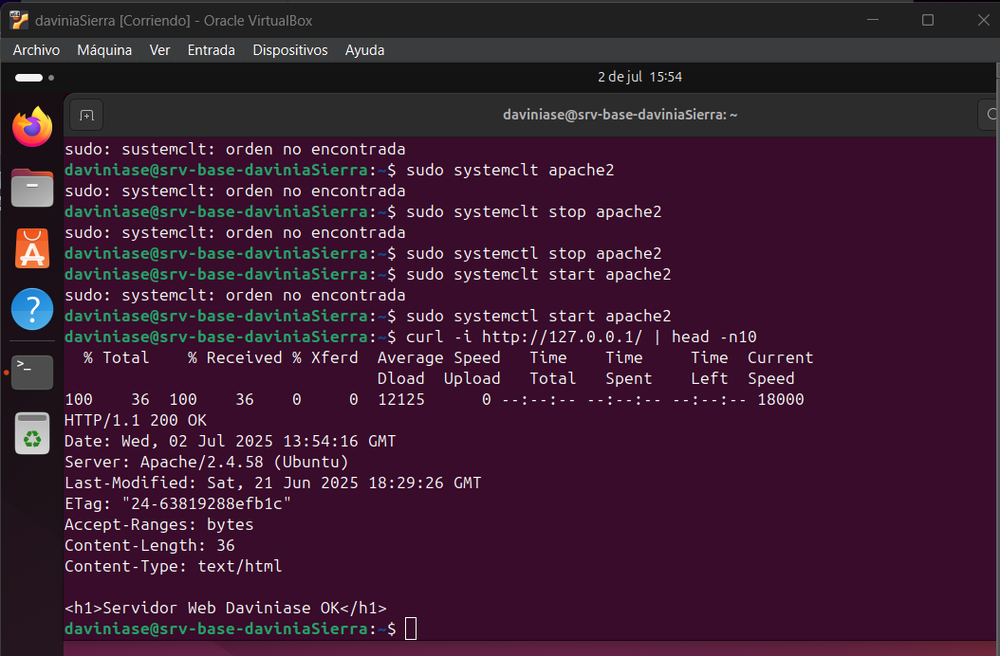 daviniaSierra [Corriendo] - Oracle VirtualBox
Archivo Máquina Ver Entrada Dispositivos Ayuda
2 de jul 15:54
daviniase@srv-base-daviniaSierra: ~
sudo: sustemclt: orden no encontrada
daviniase@srv-base-daviniaSierra:~$ sudo systemclt apache2
sudo: systemclt: orden no encontrada
daviniase@srv-base-daviniaSierra:~$ sudo systemclt stop apache2
sudo: systemclt: orden no encontrada
daviniase@srv-base-daviniaSierra:~$ sudo systemctl stop apache2
daviniase@srv-base-daviniaSierra:~$ sudo systemclt start apache2
sudo: systemclt: orden no encontrada
daviniase@srv-base-daviniaSierra:~$ sudo systemctl start apache2
daviniase@srv-base-daviniaSierra:~$ curl -i http://127.0.0.1/ | head -n10
  % Total    % Received % Xferd  Average Speed   Time    Time     Time  Current
                                 Dload  Upload   Total   Spent    Left  Speed
100    36  100    36    0     0  12125      0 --:--:-- --:--:-- --:--:-- 18000
HTTP/1.1 200 OK
Date: Wed, 02 Jul 2025 13:54:16 GMT
Server: Apache/2.4.58 (Ubuntu)
Last-Modified: Sat, 21 Jun 2025 18:29:26 GMT
ETag: "24-63819288efb1c"
Accept-Ranges: bytes
Content-Length: 36
Content-Type: text/html

<h1>Servidor Web Daviniase OK</h1>
daviniase@srv-base-daviniaSierra:~$